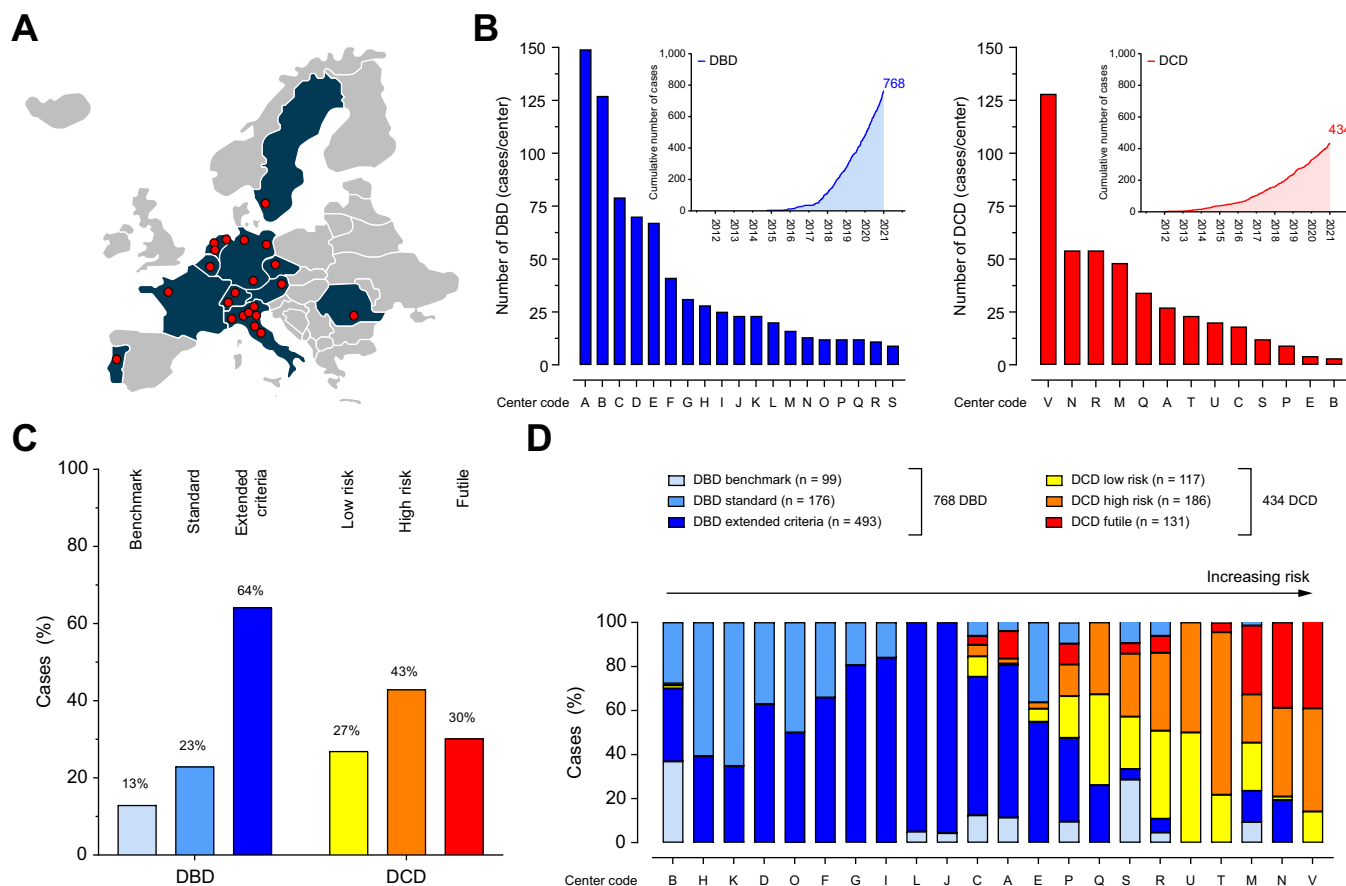 A
B
Number of DBD (cases/center)
150
125
100
75
50
25
0
A B C D E F G H I J K L M N O P Q R S
Center code
DBD
Cumulative number of cases
1,000
800
600
400
200
0
768
2012 2013 2014 2015 2016 2017 2018 2019 2020 2021
Number of DCD (cases/center)
150
125
100
75
50
25
0
V N R M Q A T U C S P E B
Center code
DCD
Cumulative number of cases
1,000
800
600
400
200
0
434
2012 2013 2014 2015 2016 2017 2018 2019 2020 2021
C
Cases (%)
100
80
60
40
20
0
Benchmark
Standard
Extended
criteria
Low risk
High risk
Futile
13%
23%
64%
27%
43%
30%
DBD
DCD
D
DBD benchmark (n = 99)
DBD standard (n = 176)
DBD extended criteria (n = 493)
768 DBD
DCD low risk (n = 117)
DCD high risk (n = 186)
DCD futile (n = 131)
434 DCD
Increasing risk
Cases (%)
100
80
60
40
20
0
Center code
B H K D O F G I L J C A E P Q S R U T M N V